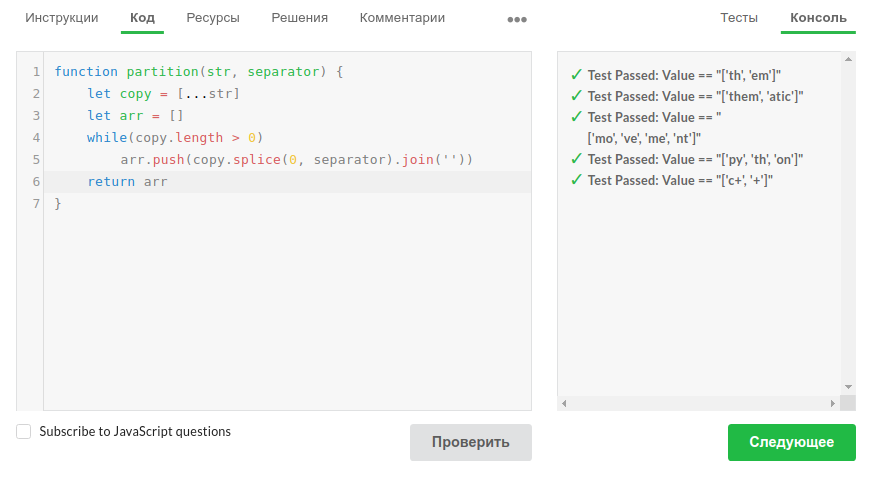 Инструкции Код Ресурсы Решения Комментарии ●●● Тесты Консоль
1 function partition(str, separator) {
2 let copy = [...str]
3 let arr = []
4 while(copy.length > 0)
5 arr.push(copy.splice(0, separator).join(''))
6 return arr
7 }
✓ Test Passed: Value == "['th', 'em']"
✓ Test Passed: Value == "['them', 'atic']"
✓ Test Passed: Value == "
['mo', 've', 'me', 'nt']"
✓ Test Passed: Value == "['py', 'th', 'on']"
✓ Test Passed: Value == "['c+', '+']"
Subscribe to JavaScript questions
Проверить
Следующее